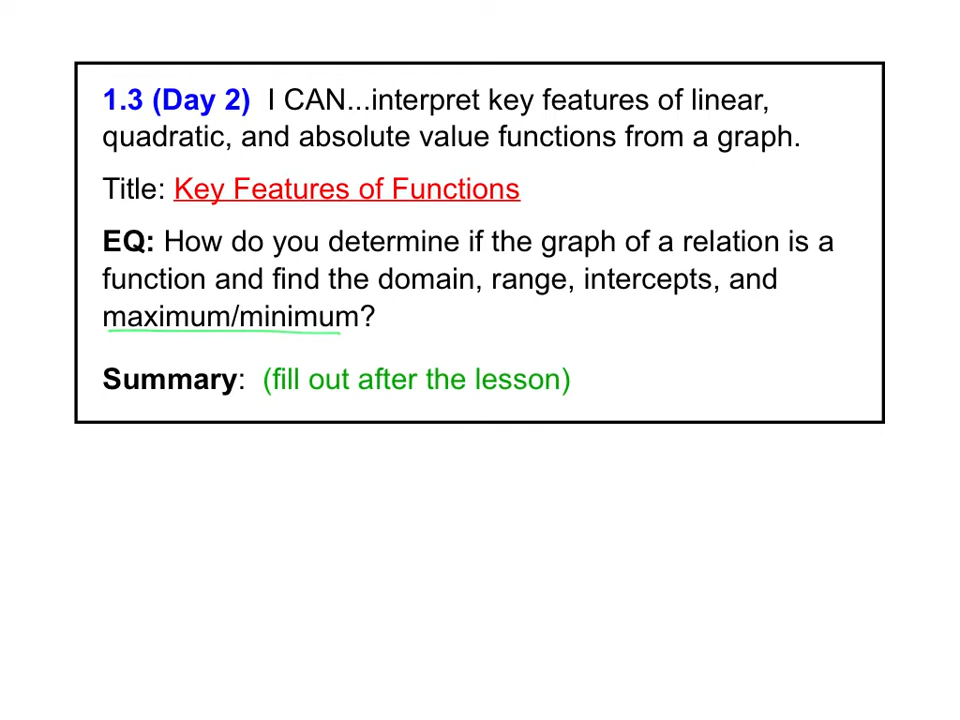 1.3 (Day 2) I CAN...interpret key features of linear,
quadratic, and absolute value functions from a graph.
Title: Key Features of Functions
EQ: How do you determine if the graph of a relation is a
function and find the domain, range, intercepts, and
maximum/minimum?
Summary: (fill out after the lesson)